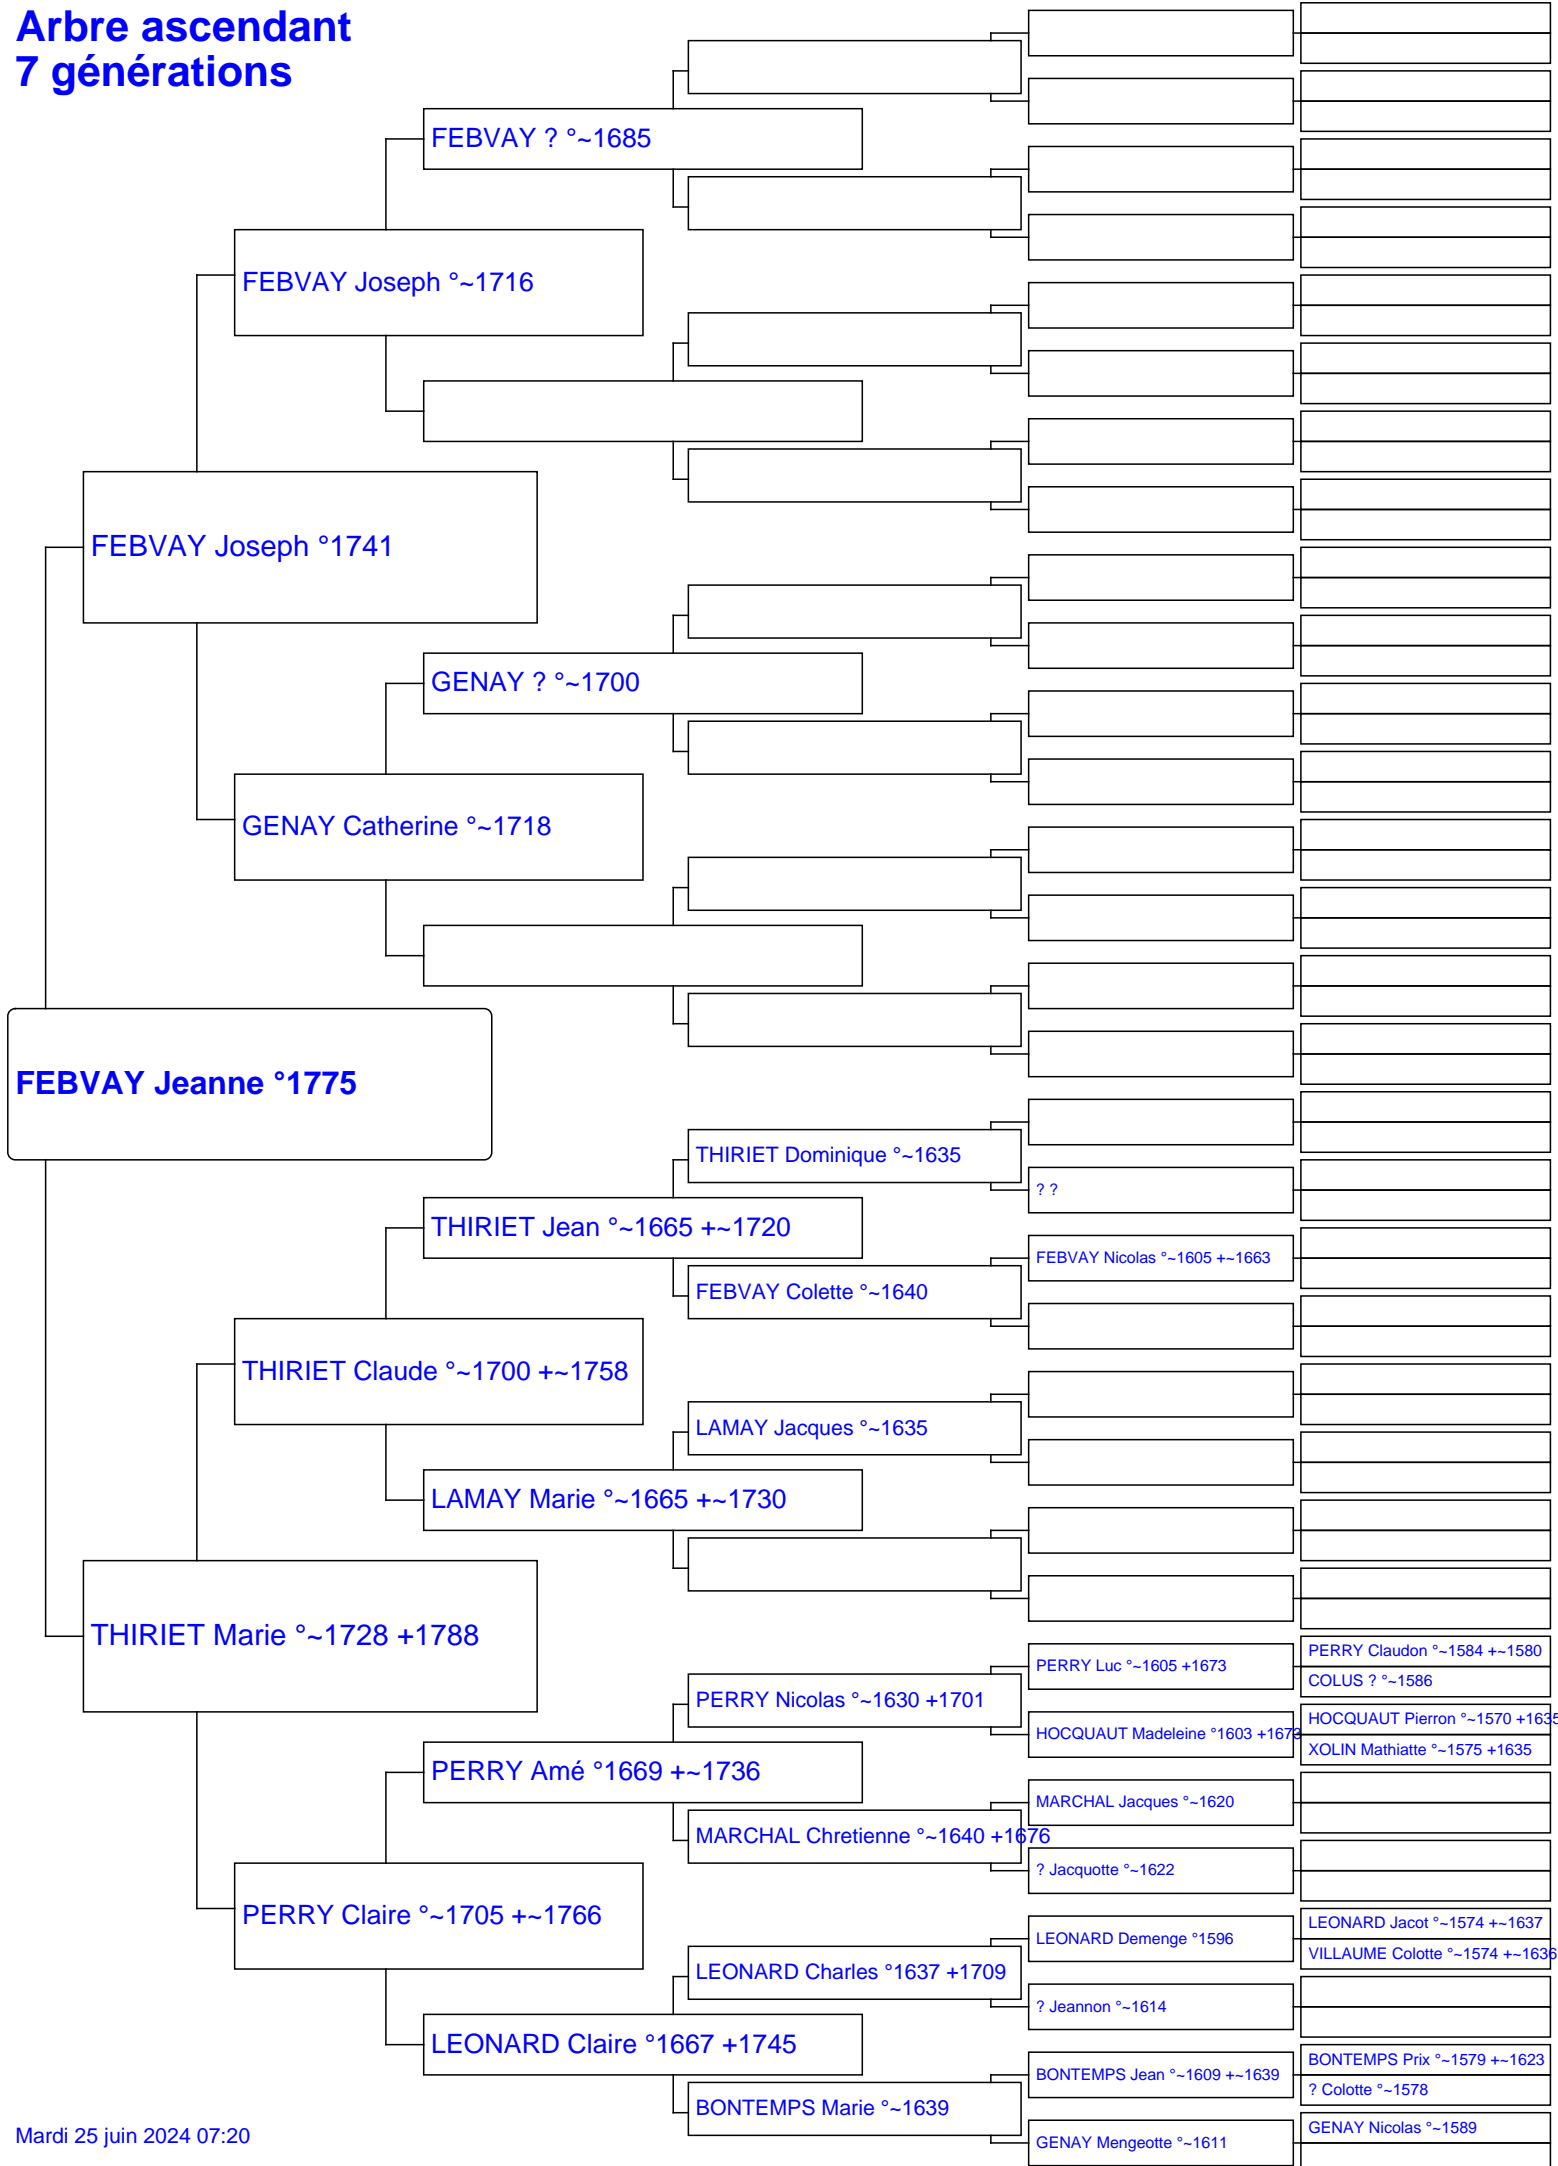 Arbre ascendant
7 générations
FEBVAY ? °~1685
FEBVAY Joseph °~1716
FEBVAY Joseph °1741
GENAY ? °~1700
GENAY Catherine °~1718
FEBVAY Jeanne °1775
THIRIET Dominique °~1635
? ?
THIRIET Jean °~1665 +~1720
FEBVAY Nicolas °~1605 +~1663
FEBVAY Colette °~1640
THIRIET Claude °~1700 +~1758
LAMAY Jacques °~1635
LAMAY Marie °~1665 +~1730
THIRIET Marie °~1728 +1788
PERRY Claudon °~1584 +~1580
PERRY Luc °~1605 +1673
COLUS ? °~1586
PERRY Nicolas °~1630 +1701
HOCQUAUT Pierron °~1570 +1635
HOCQUAUT Madeleine °1603 +1673
XOLIN Mathiatte °~1575 +1635
PERRY Amé °1669 +~1736
MARCHAL Jacques °~1620
MARCHAL Chretienne °~1640 +1676
? Jacquotte °~1622
PERRY Claire °~1705 +~1766
LEONARD Jacot °~1574 +~1637
LEONARD Demenge °1596
VILLAUME Colotte °~1574 +~1636
LEONARD Charles °1637 +1709
? Jeannon °~1614
LEONARD Claire °1667 +1745
BONTEMPS Prix °~1579 +~1623
BONTEMPS Jean °~1609 +~1639
? Colotte °~1578
BONTEMPS Marie °~1639
GENAY Nicolas °~1589
GENAY Mengeotte °~1611
Mardi 25 juin 2024 07:20